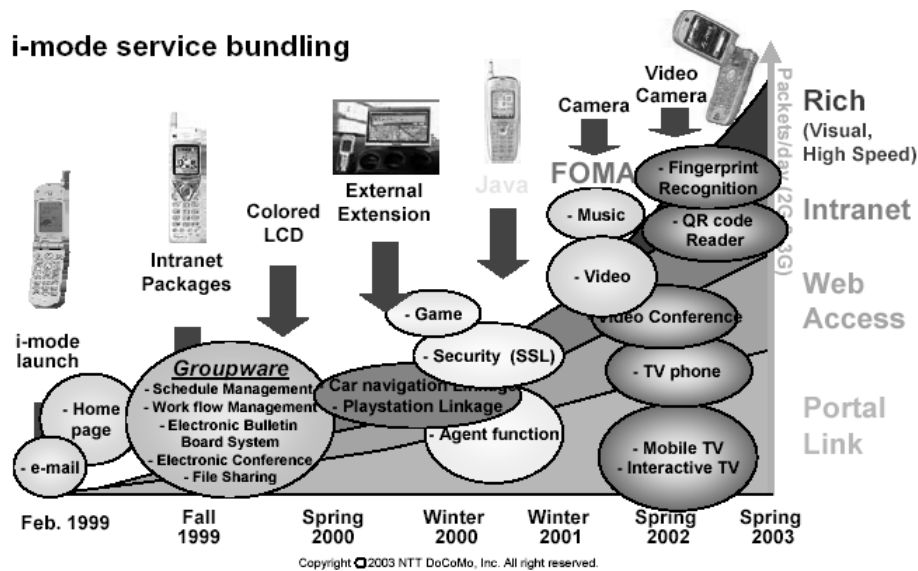 i-mode service bundling
Video
Camera
Camera
Packets/day (2G 3G)
Rich
(Visual,
High Speed)
FOMA
- Fingerprint
Recognition
Java
External
Extension
Colored
LCD
Intranet
Packages
- Music
- QR code
Reader
Intranet
- Video
Web
Access
i-mode
launch
- Game
Video Conference
- Security (SSL)
Groupware
- Schedule Management
- Work flow Management
- Electronic Bulletin
Board System
- Electronic Conference
- File Sharing
- Car navigation
- Playstation Linkage
- TV phone
- Home
page
- Agent function
Portal
Link
- Mobile TV
- Interactive TV
- e-mail
Feb. 1999
Fall
1999
Spring
2000
Winter
2000
Winter
2001
Spring
2002
Spring
2003
Copyright 2003 NTT DoCoMo, Inc. All right reserved.